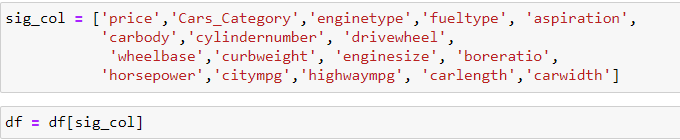 sig_col = ['price','Cars_Category','enginetype','fueltype', 'aspiration',
'carbody','cylindernumber', 'drivewheel',
'wheelbase','curbweight', 'enginesize', 'boreratio',
'horsepower','citympg','highwaympg', 'carlength','carwidth']
df = df[sig_col]